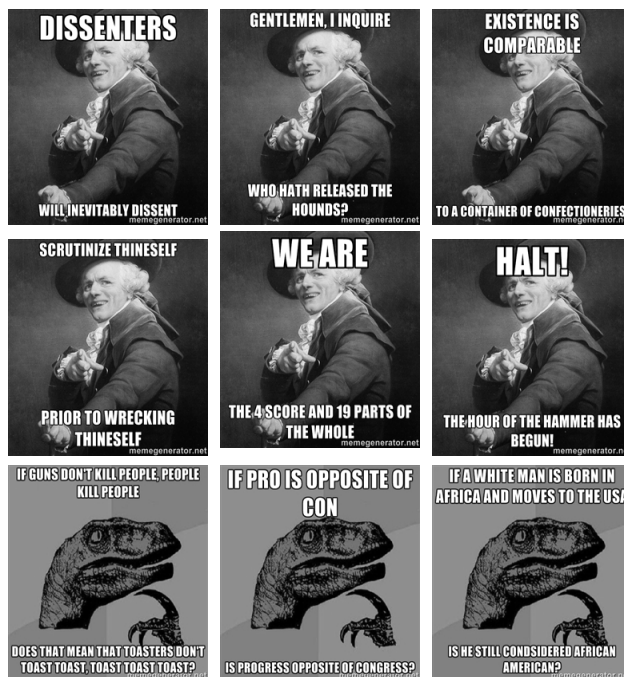 DISSENTERS
WILL INEVITABLY DISSENT
memegenerator.net
GENTLEMEN, I INQUIRE
WHO HATH RELEASED THE
HOUNDS?
memegenerator.net
EXISTENCE IS
COMPARABLE
TO A CONTAINER OF CONFECTIONERIES
memegenerator.n
SCRUTINIZE THINESELF
PRIOR TO WRECKING
THINESELF
memegenerator.net
WE ARE
THE 4 SCORE AND 19 PARTS OF
THE WHOLE
memegenerator.net
HALT!
THE HOUR OF THE HAMMER HAS
BEGUN!
memegenerator.n
IF GUNS DON'T KILL PEOPLE, PEOPLE
KILL PEOPLE
DOES THAT MEAN THAT TOASTERS DON'T
TOAST TOAST, TOAST TOAST TOAST?
memegenerator.net
IF PRO IS OPPOSITE OF
CON
IS PROGRESS OPPOSITE OF CONGRESS?
memegenerator.net
IF A WHITE MAN IS BORN IN
AFRICA AND MOVES TO THE USA
IS HE STILL CONDSIDERED AFRICAN
AMERICAN?
memegenerator.n